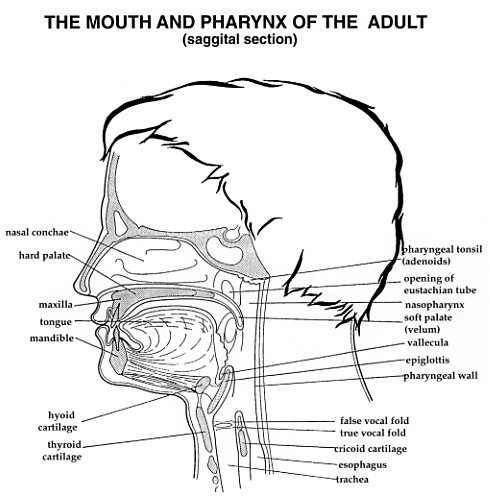 THE MOUTH AND PHARYNX OF THE ADULT
(saggital section)
nasal conchae
hard palate
maxilla
tongue
mandible
hyoid
cartilage
thyroid
cartilage
pharyngeal tonsil
(adenoids)
opening of
eustachian tube
nasopharynx
soft palate
(velum)
vallecula
epiglottis
pharyngeal wall
false vocal fold
true vocal fold
cricoid cartilage
esophagus
trachea